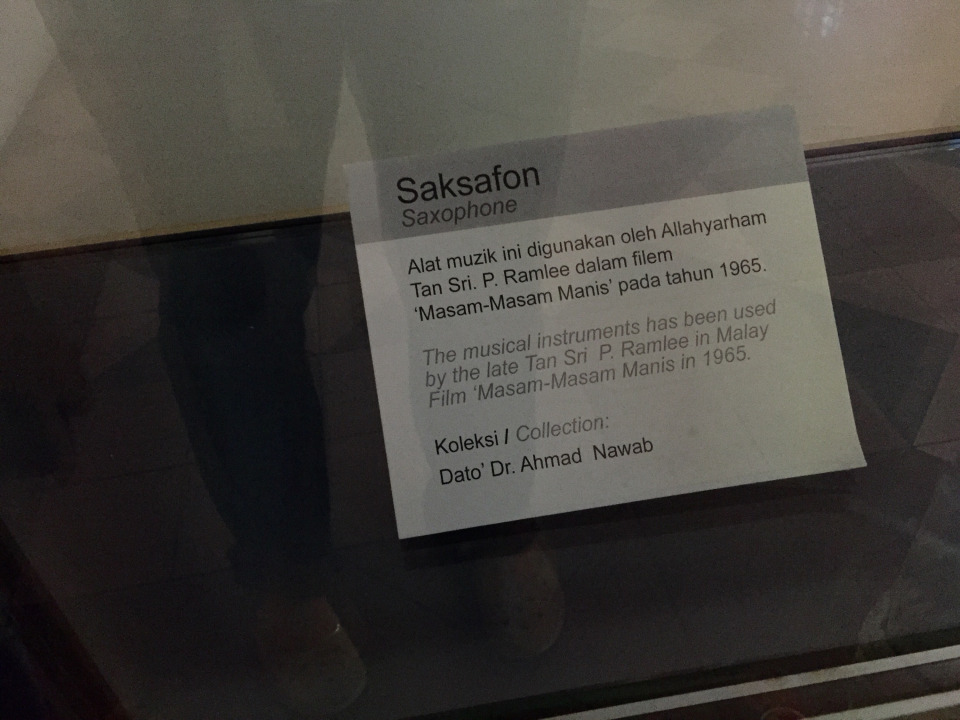 Saksafon
Saxophone
Alat muzik ini digunakan oleh Allahyarham
Tan Sri. P. Ramlee dalam filem
‘Masam-Masam Manis’ pada tahun 1965.
The musical instruments has been used
by the late Tan Sri  P. Ramlee in Malay
Film ‘Masam-Masam Manis in 1965.
Koleksi / Collection:
Dato’ Dr. Ahmad  Nawab